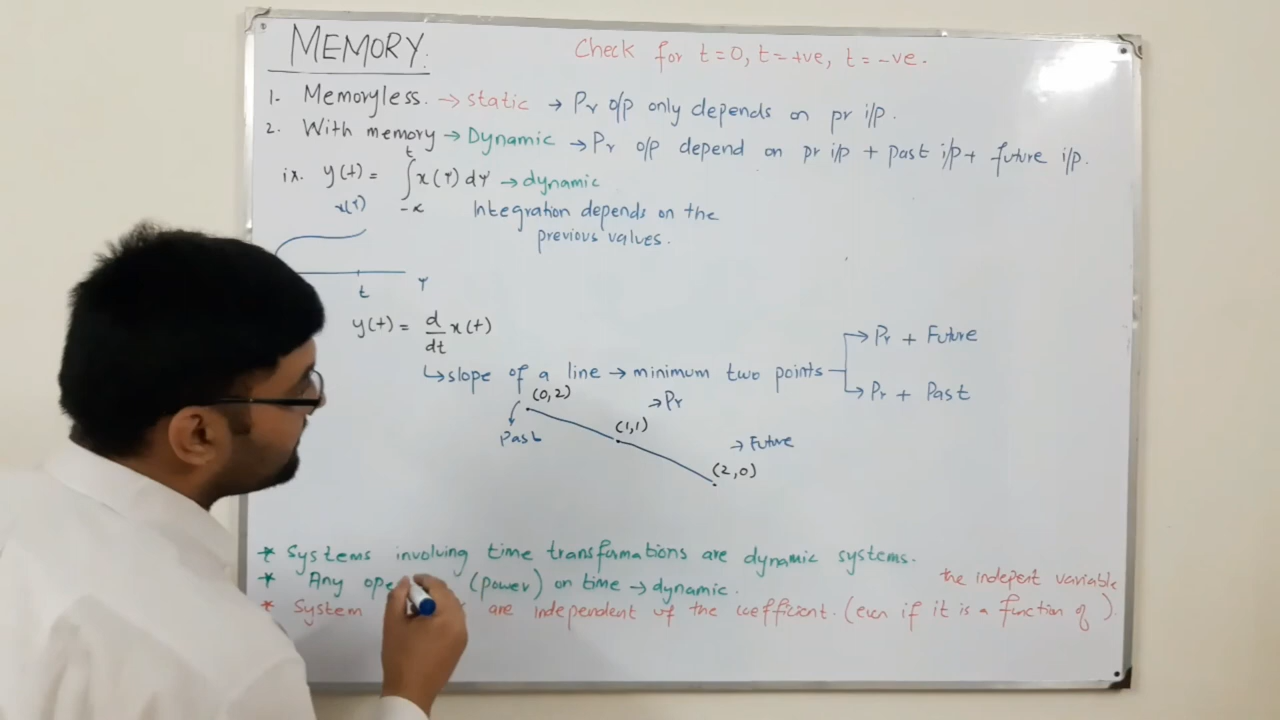 MEMORY.
Check for t=0, t=+ve, t=-ve.
1. Memoryless. → static → Pr o/p only depends on pr i/p.
2. With memory → Dynamic → Pr o/p depend on pr i/p + past i/p + future i/p.
y(t) = ∫ x(τ) dτ → dynamic
t
x(τ)
Integration depends on the
previous values.
t τ
y(t) = d/dt x(t)
↳ slope of a line → minimum two points
→ Pr + Future
→ Pr + Past
(0,2)
Past
→ Pr
(1,1)
→ Future
(2,0)
* Systems involving time transformations are dynamic systems.
* Any (power) on time → dynamic.
the indepent variable
* System are independent of the coefficient. (even if it is a function of ).